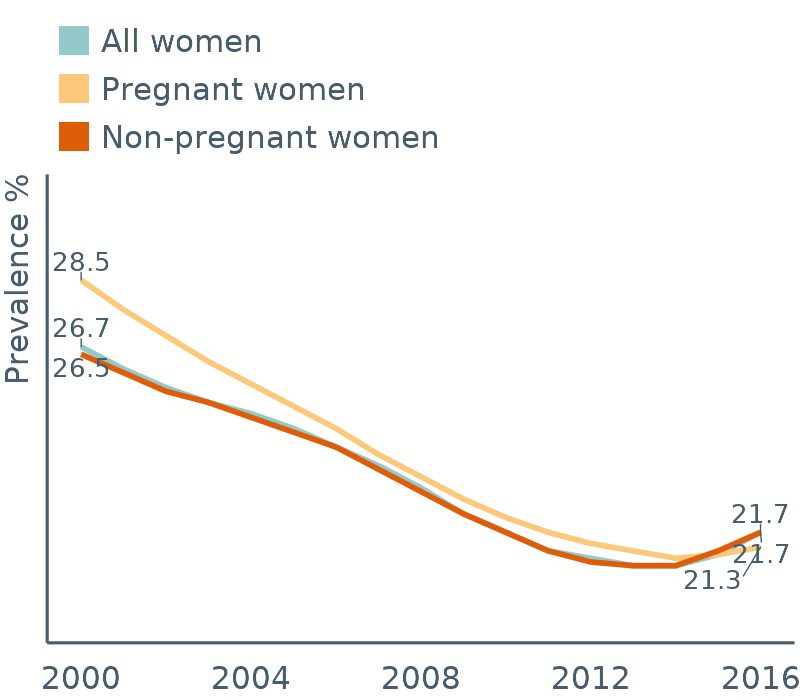 All women
Pregnant women
Non-pregnant women
Prevalence %
28.5
26.7
26.5
21.7
21.7
21.3
2000 2004 2008 2012 2016